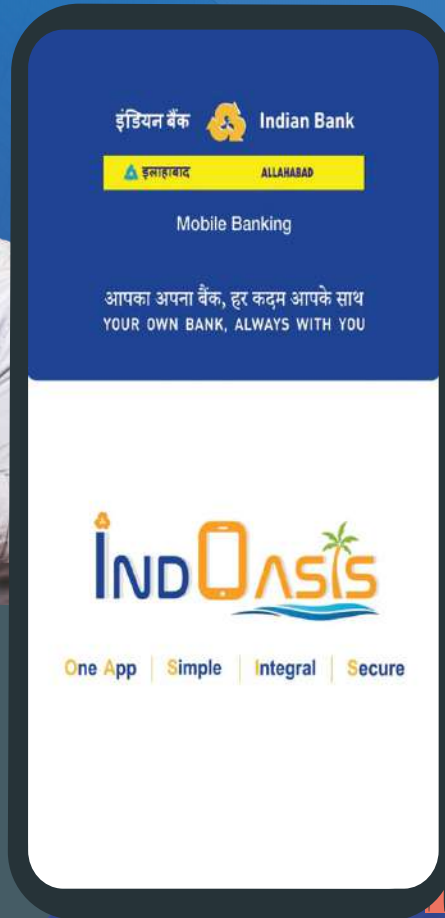 इंडियन बैंक Indian Bank
इलाहाबाद ALLAHABAD
Mobile Banking
आपका अपना बैंक, हर कदम आपके साथ
YOUR OWN BANK, ALWAYS WITH YOU
INDOASIS
One App | Simple | Integral | Secure